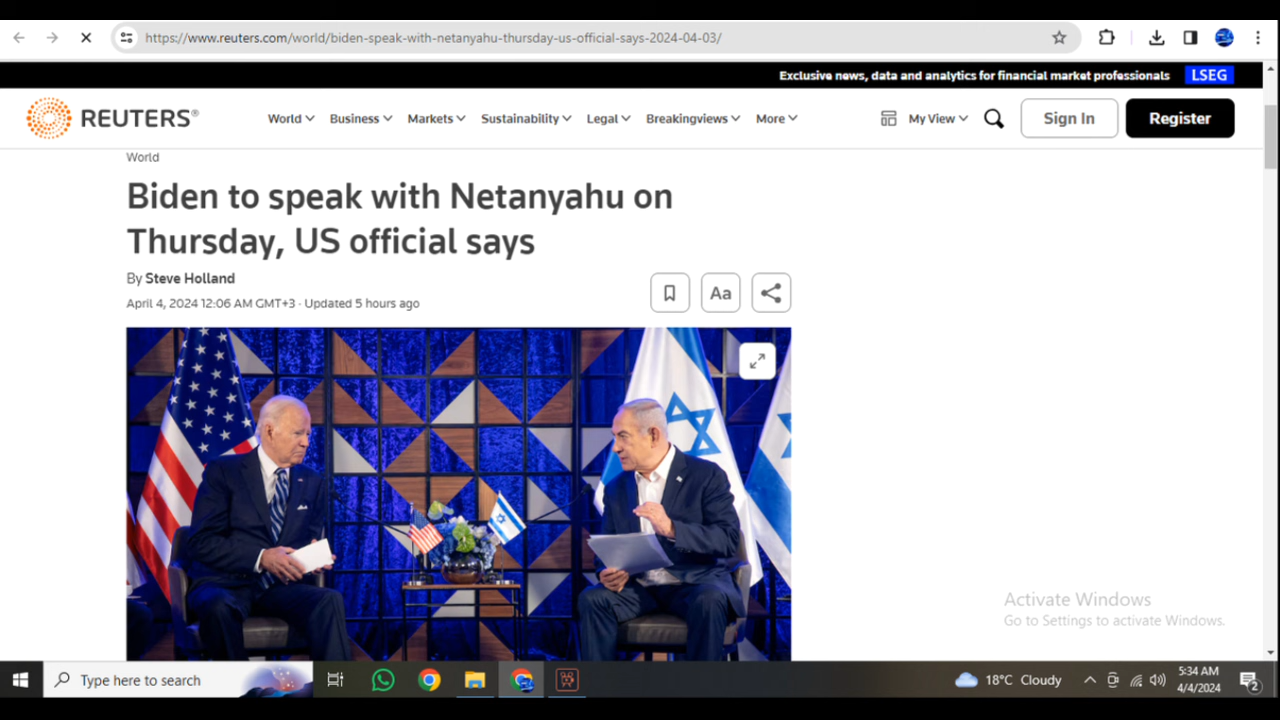 https://www.reuters.com/world/biden-speak-with-netanyahu-thursday-us-official-says-2024-04-03/
Exclusive news, data and analytics for financial market professionals LSEG
REUTERS® World Business Markets Sustainability Legal Breakingviews More My View Sign In Register
World
Biden to speak with Netanyahu on
Thursday, US official says
By Steve Holland
April 4, 2024 12:06 AM GMT+3 · Updated 5 hours ago
Aa
Activate Windows
Go to Settings to activate Windows.
Type here to search
18°C Cloudy
5:34 AM
4/4/2024
2